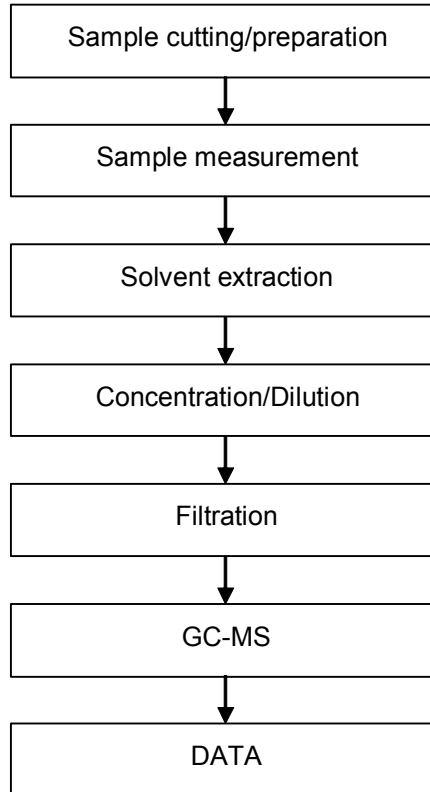 Sample cutting/preparation
Sample measurement
Solvent extraction
Concentration/Dilution
Filtration
GC-MS
DATA